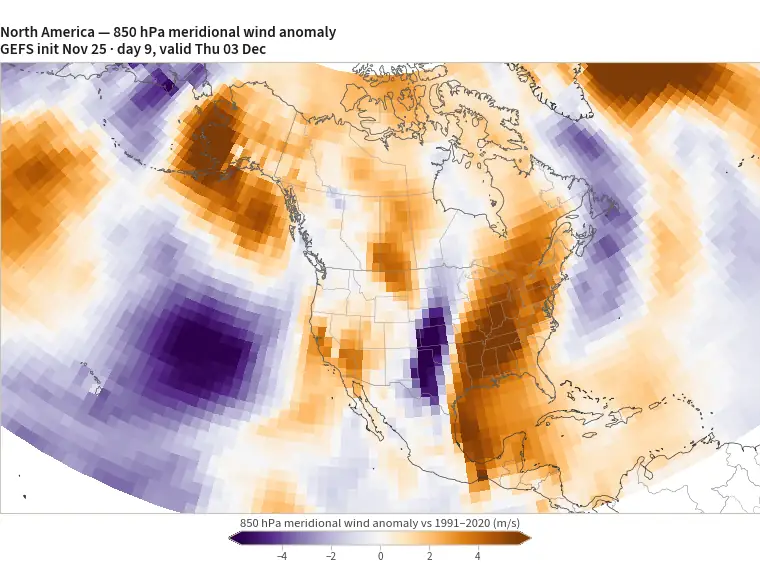 North America — 850 hPa meridional wind anomaly
GEFS init Nov 25 · day 9, valid Thu 03 Dec
850 hPa meridional wind anomaly vs 1991–2020 (m/s)
−4 −2 0 2 4